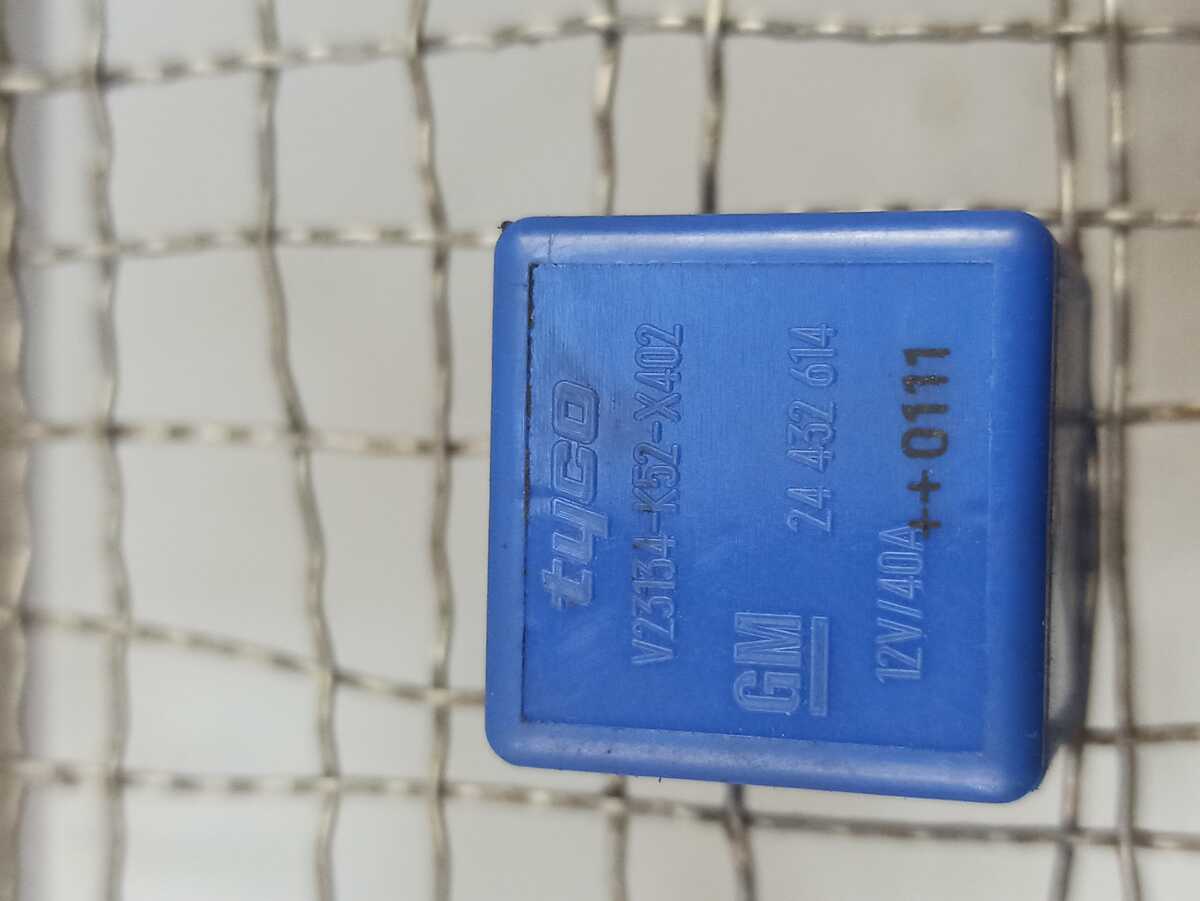 tyco
V23134-K52-X402
GM 24 432 614
12V//40A
++0111